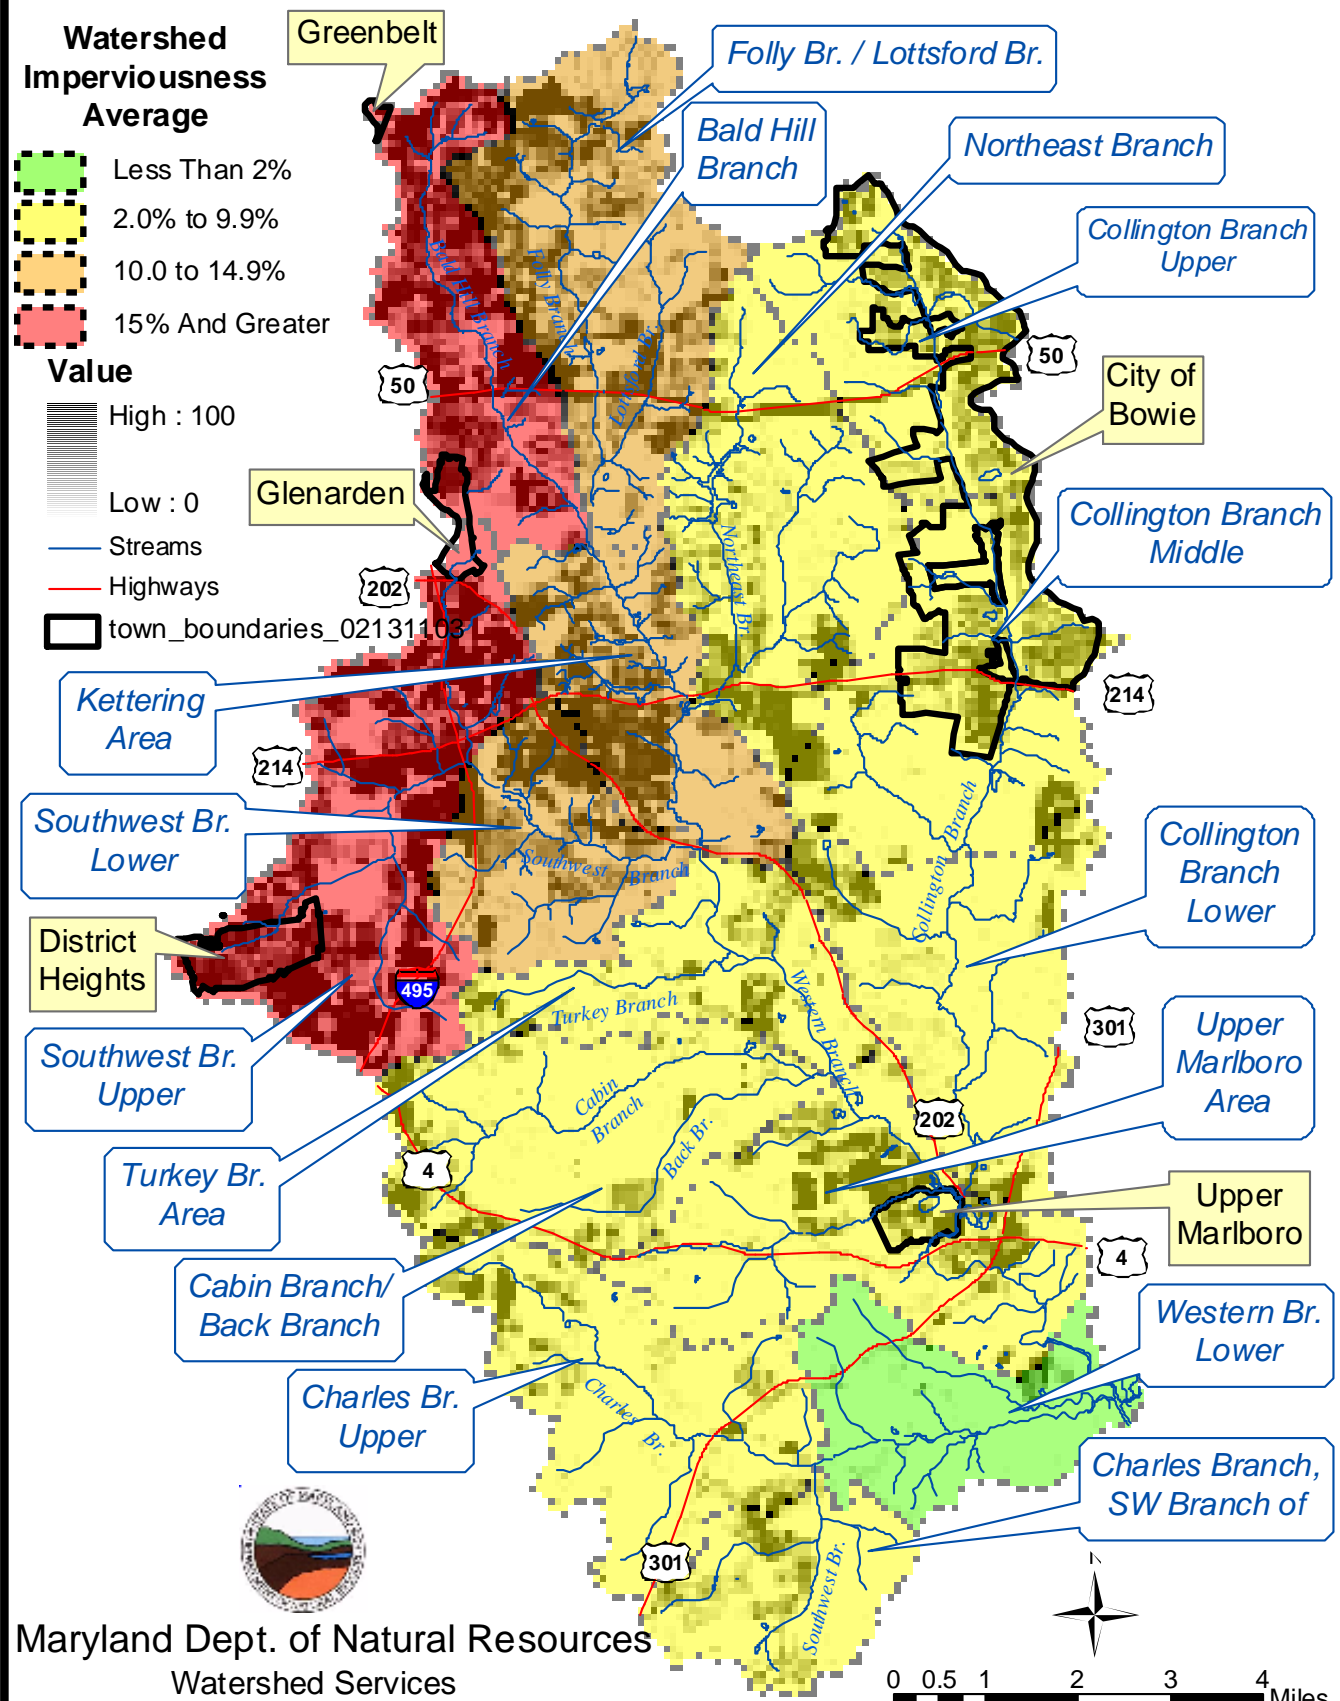 Watershed
Imperviousness
Average
Less Than 2%
2.0% to 9.9%
10.0 to 14.9%
15% And Greater
Value
High : 100
Low : 0
Streams
Highways
town_boundaries_02131103
Greenbelt
Folly Br. / Lottsford Br.
Bald Hill
Branch
Northeast Branch
Collington Branch
Upper
50
50
City of
Bowie
Glenarden
Collington Branch
Middle
202
Kettering
Area
214
214
Southwest Br.
Lower
Collington
Branch
Lower
District
Heights
495
Southwest Br.
Upper
301
Upper
Marlboro
Area
202
Turkey Br.
Area
4
Upper
Marlboro
4
Cabin Branch/
Back Branch
Western Br.
Lower
Charles Br.
Upper
Charles Branch,
SW Branch of
301
Bald Hill Branch
Folly Branch
Lottsford Br.
Northeast Br.
Collington Branch
Southwest Branch
Western Branch
Turkey Branch
Cabin
Branch
Back Br.
Charles
Br.
Southwest Br.
N
Maryland Dept. of Natural Resources
Watershed Services
0 0.5 1 2 3 4 Miles